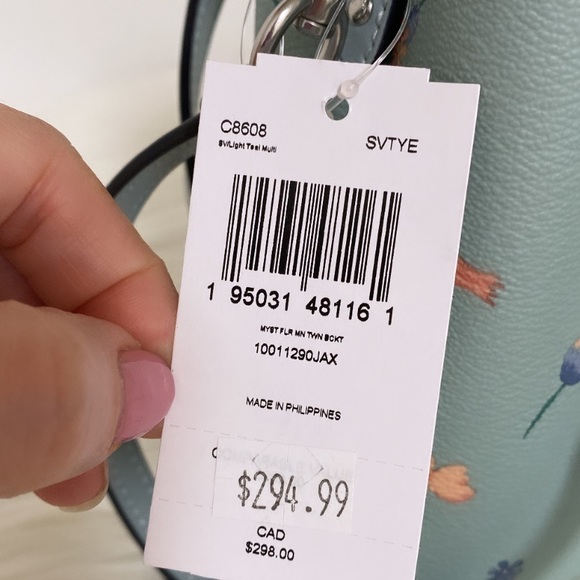 C8608
SV/Light Teal Multi
SVTYE
1 95031 48116 1
MYST FLR MN TWN BCKT
10011290JAX
MADE IN PHILIPPINES
$294.99
CAD
$298.00